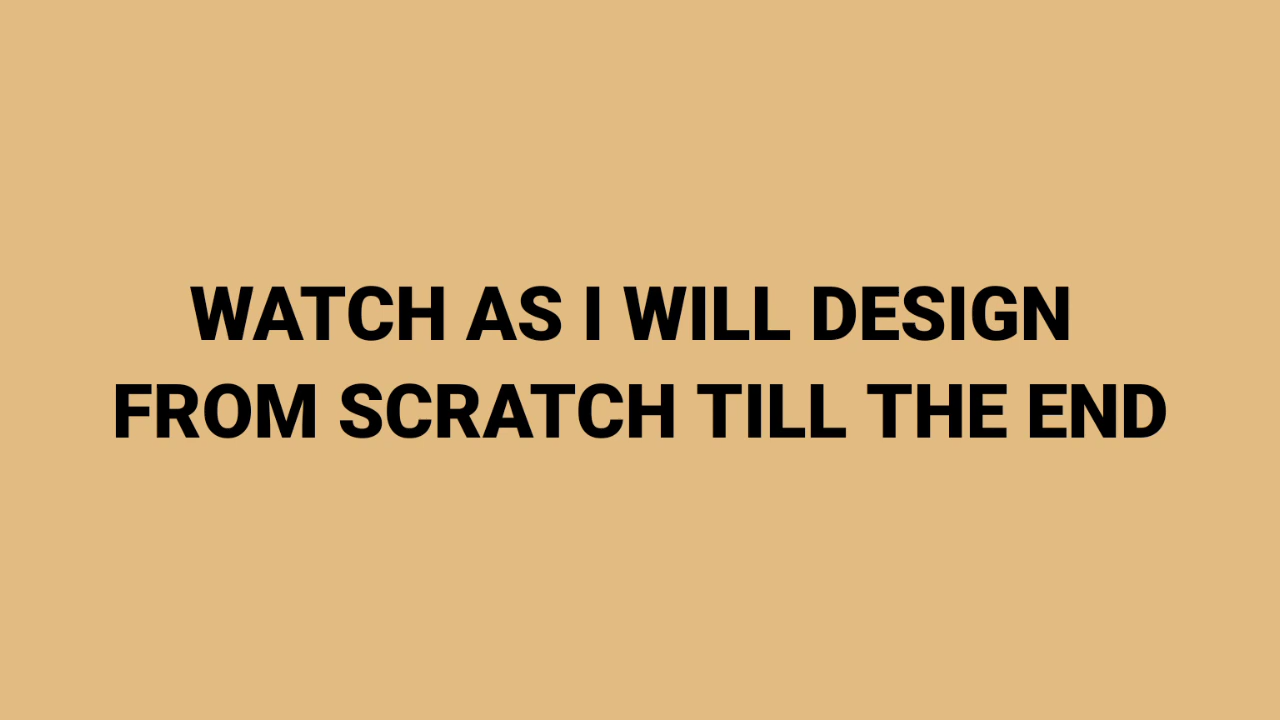 WATCH AS I WILL DESIGN
FROM SCRATCH TILL THE END